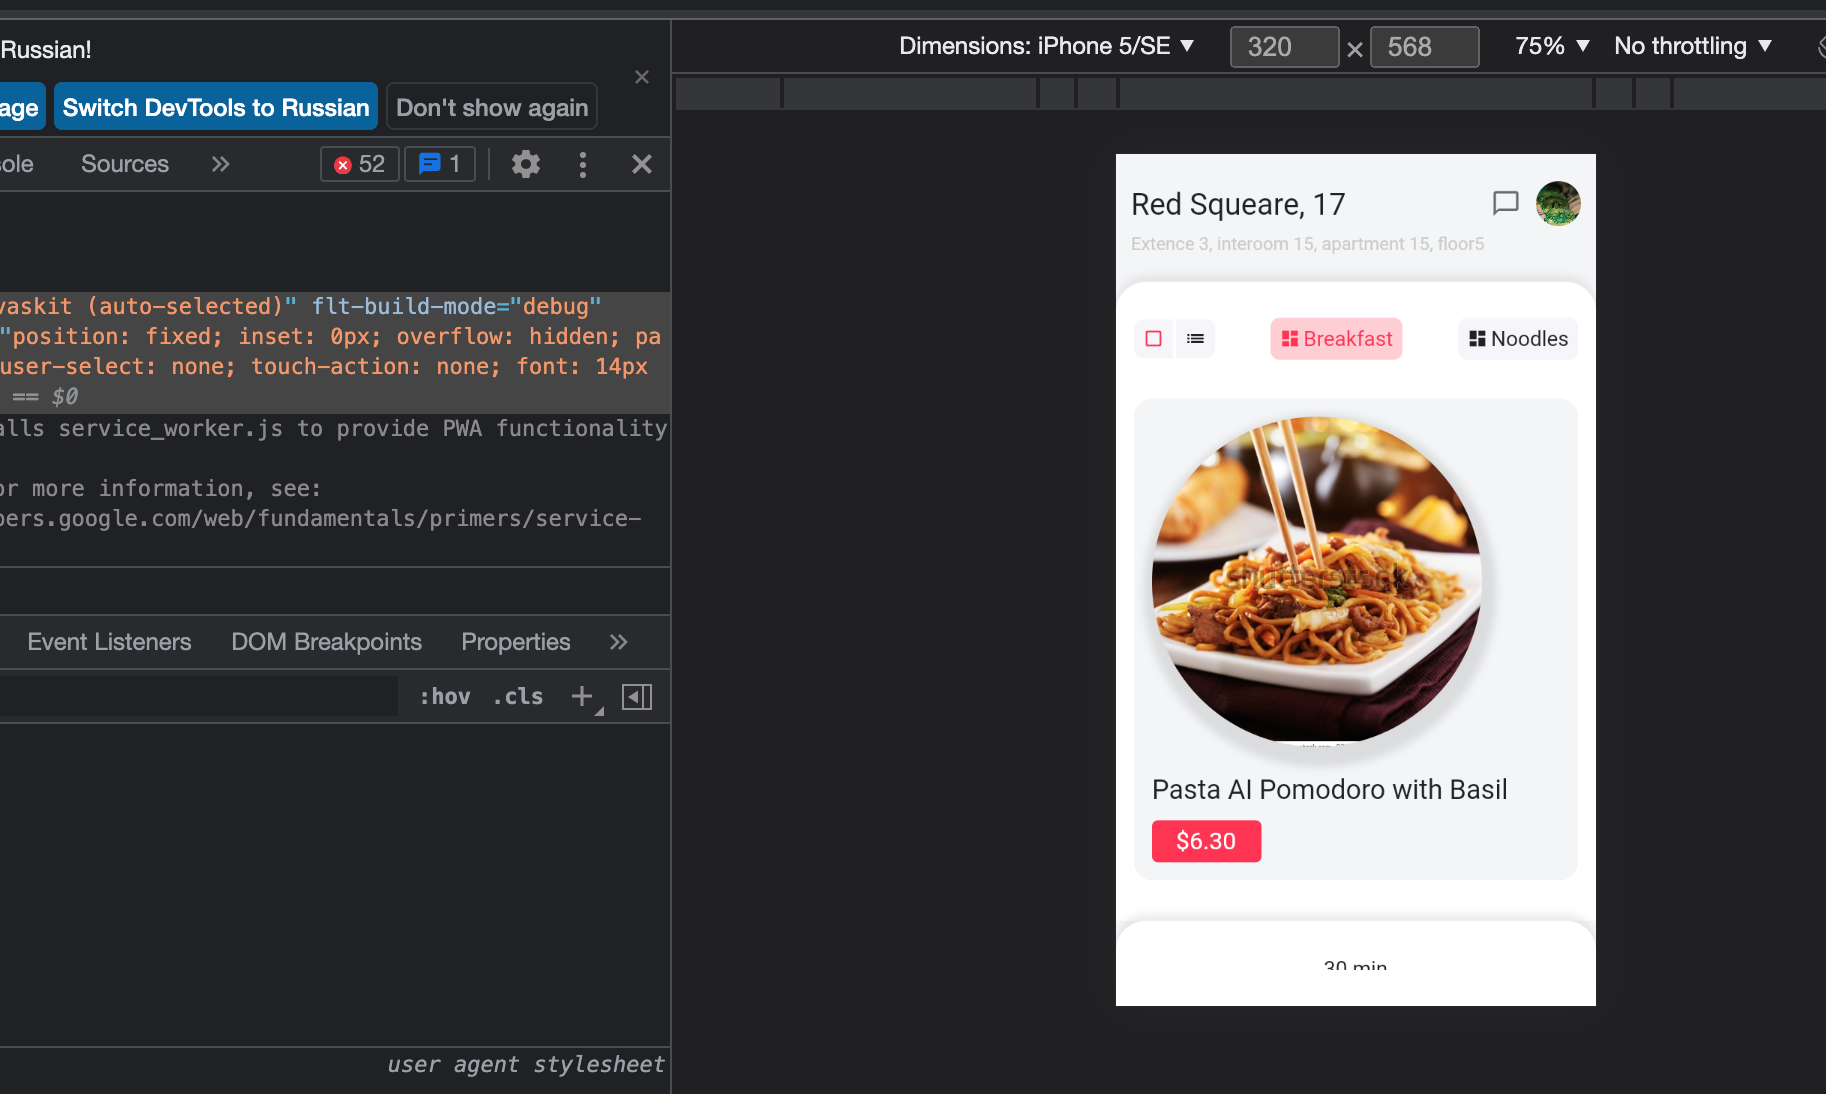 Russian!
age Switch DevTools to Russian Don't show again
ole Sources » 52 1
vaskit (auto-selected)" flt-build-mode="debug"
"position: fixed; inset: 0px; overflow: hidden; pa
user-select: none; touch-action: none; font: 14px
== $0
alls service_worker.js to provide PWA functionality
or more information, see:
pers.google.com/web/fundamentals/primers/service-
Event Listeners DOM Breakpoints Properties »
:hov .cls +
user agent stylesheet
Dimensions: iPhone 5/SE ▼ 320 × 568 75% ▼ No throttling ▼
Red Squeare, 17
Extence 3, interoom 15, apartment 15, floor5
Breakfast Noodles
shutterstock
Pasta Al Pomodoro with Basil
$6.30
30 min